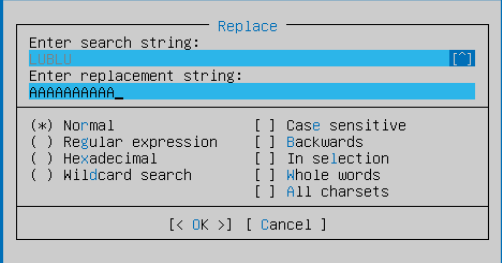 Replace
Enter search string:
LUBLU [^]
Enter replacement string:
AAAAAAAAAA_
(*) Normal [ ] Case sensitive
( ) Regular expression [ ] Backwards
( ) Hexadecimal [ ] In selection
( ) Wildcard search [ ] Whole words
[ ] All charsets
[< OK >] [ Cancel ]